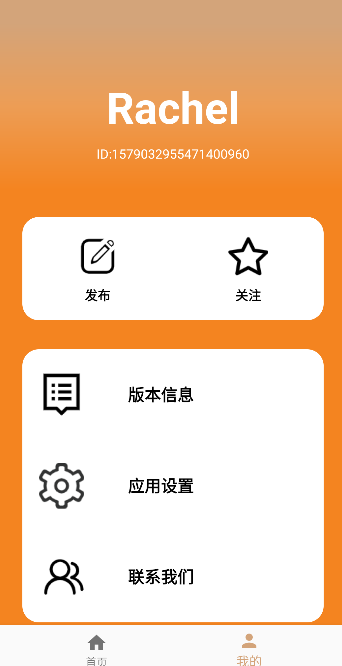 Rachel
ID:1579032955471400960
发布
关注
版本信息
应用设置
联系我们
首页
我的